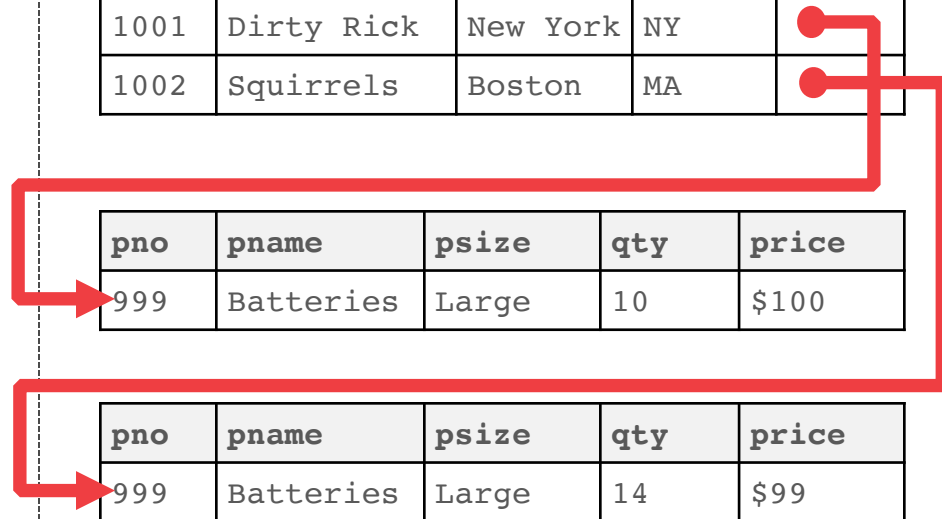 1001 Dirty Rick New York NY
1002 Squirrels Boston MA
pno pname psize qty price
999 Batteries Large 10 $100
pno pname psize qty price
999 Batteries Large 14 $99